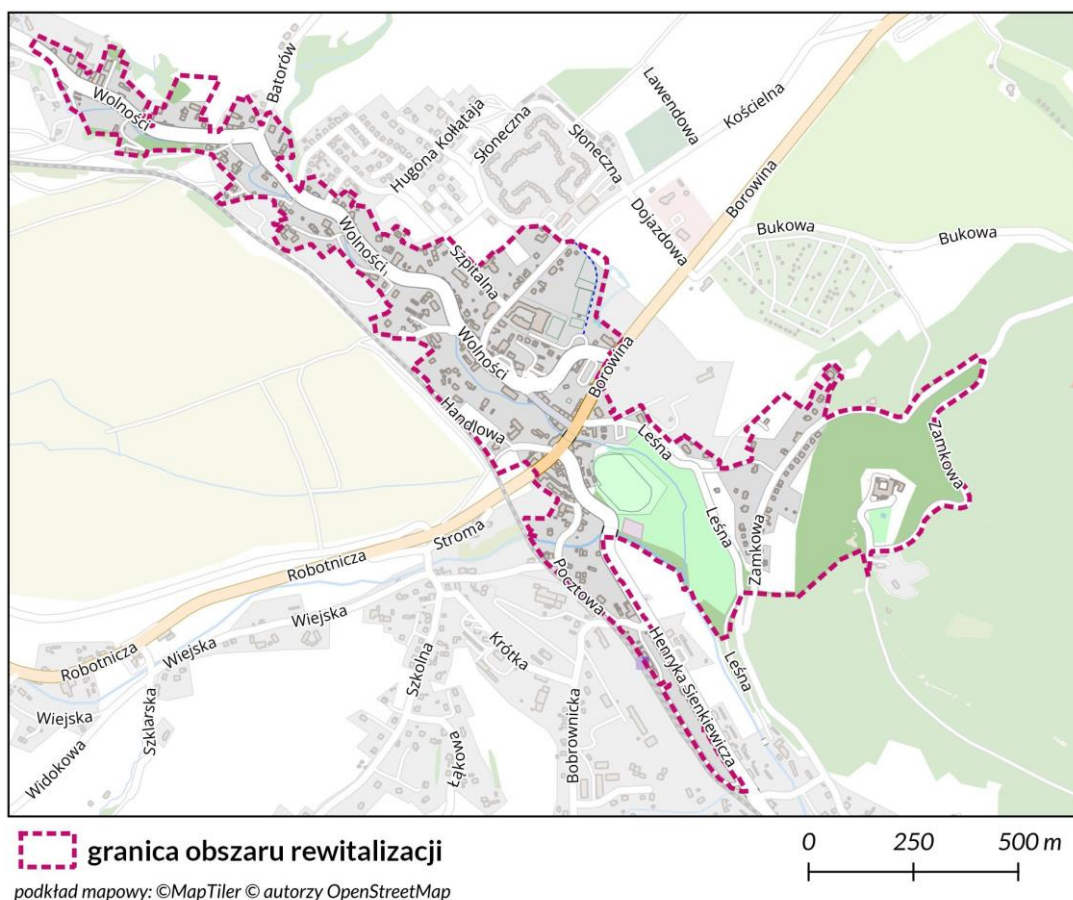 Wolności
Batorów
Hugona Kołłątaja
Słoneczna
Słoneczna
Lawendowa
Kościelna
Dojazdowa
Borowina
Bukowa
Bukowa
Wolności
Szpitalna
Wolności
Borowina
Handlowa
Leśna
Leśna
Zamkowa
Zamkowa
Stroma
Robotnicza
Pocztowa
Wiejska
Robotnicza
Wiejska
Szkolna
Krótka
Henryka Sienkiewicza
Leśna
Wiejska
Szklarska
Widokowa
Łąkowa
Bobrownicka
granica obszaru rewitalizacji
0 250 500 m
podkład mapowy: ©MapTiler © autorzy OpenStreetMap